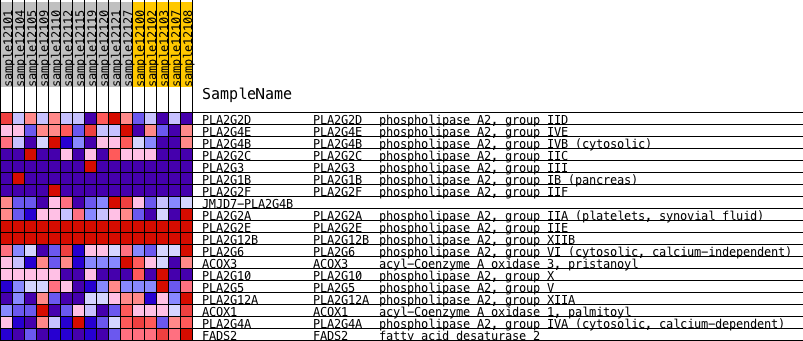 sample12101
sample12104
sample12105
sample12109
sample12110
sample12112
sample12115
sample12119
sample12120
sample12121
sample12127
sample12100
sample12102
sample12103
sample12107
sample12108
SampleName
PLA2G2D PLA2G2D phospholipase A2, group IID
PLA2G4E PLA2G4E phospholipase A2, group IVE
PLA2G4B PLA2G4B phospholipase A2, group IVB (cytosolic)
PLA2G2C PLA2G2C phospholipase A2, group IIC
PLA2G3 PLA2G3 phospholipase A2, group III
PLA2G1B PLA2G1B phospholipase A2, group IB (pancreas)
PLA2G2F PLA2G2F phospholipase A2, group IIF
JMJD7-PLA2G4B
PLA2G2A PLA2G2A phospholipase A2, group IIA (platelets, synovial fluid)
PLA2G2E PLA2G2E phospholipase A2, group IIE
PLA2G12B PLA2G12B phospholipase A2, group XIIB
PLA2G6 PLA2G6 phospholipase A2, group VI (cytosolic, calcium-independent)
ACOX3 ACOX3 acyl-Coenzyme A oxidase 3, pristanoyl
PLA2G10 PLA2G10 phospholipase A2, group X
PLA2G5 PLA2G5 phospholipase A2, group V
PLA2G12A PLA2G12A phospholipase A2, group XIIA
ACOX1 ACOX1 acyl-Coenzyme A oxidase 1, palmitoyl
PLA2G4A PLA2G4A phospholipase A2, group IVA (cytosolic, calcium-dependent)
FADS2 FADS2 fatty acid desaturase 2